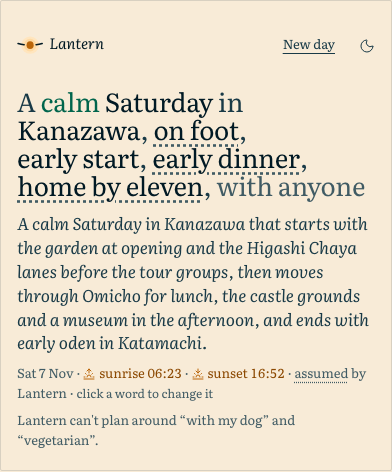 Lantern
New day
A calm Saturday in
Kanazawa, on foot,
early start, early dinner,
home by eleven, with anyone
A calm Saturday in Kanazawa that starts with
the garden at opening and the Higashi Chaya
lanes before the tour groups, then moves
through Omicho for lunch, the castle grounds
and a museum in the afternoon, and ends with
early oden in Katamachi.
Sat 7 Nov · sunrise 06:23 · sunset 16:52 · assumed by
Lantern · click a word to change it
Lantern can't plan around “with my dog” and
“vegetarian”.